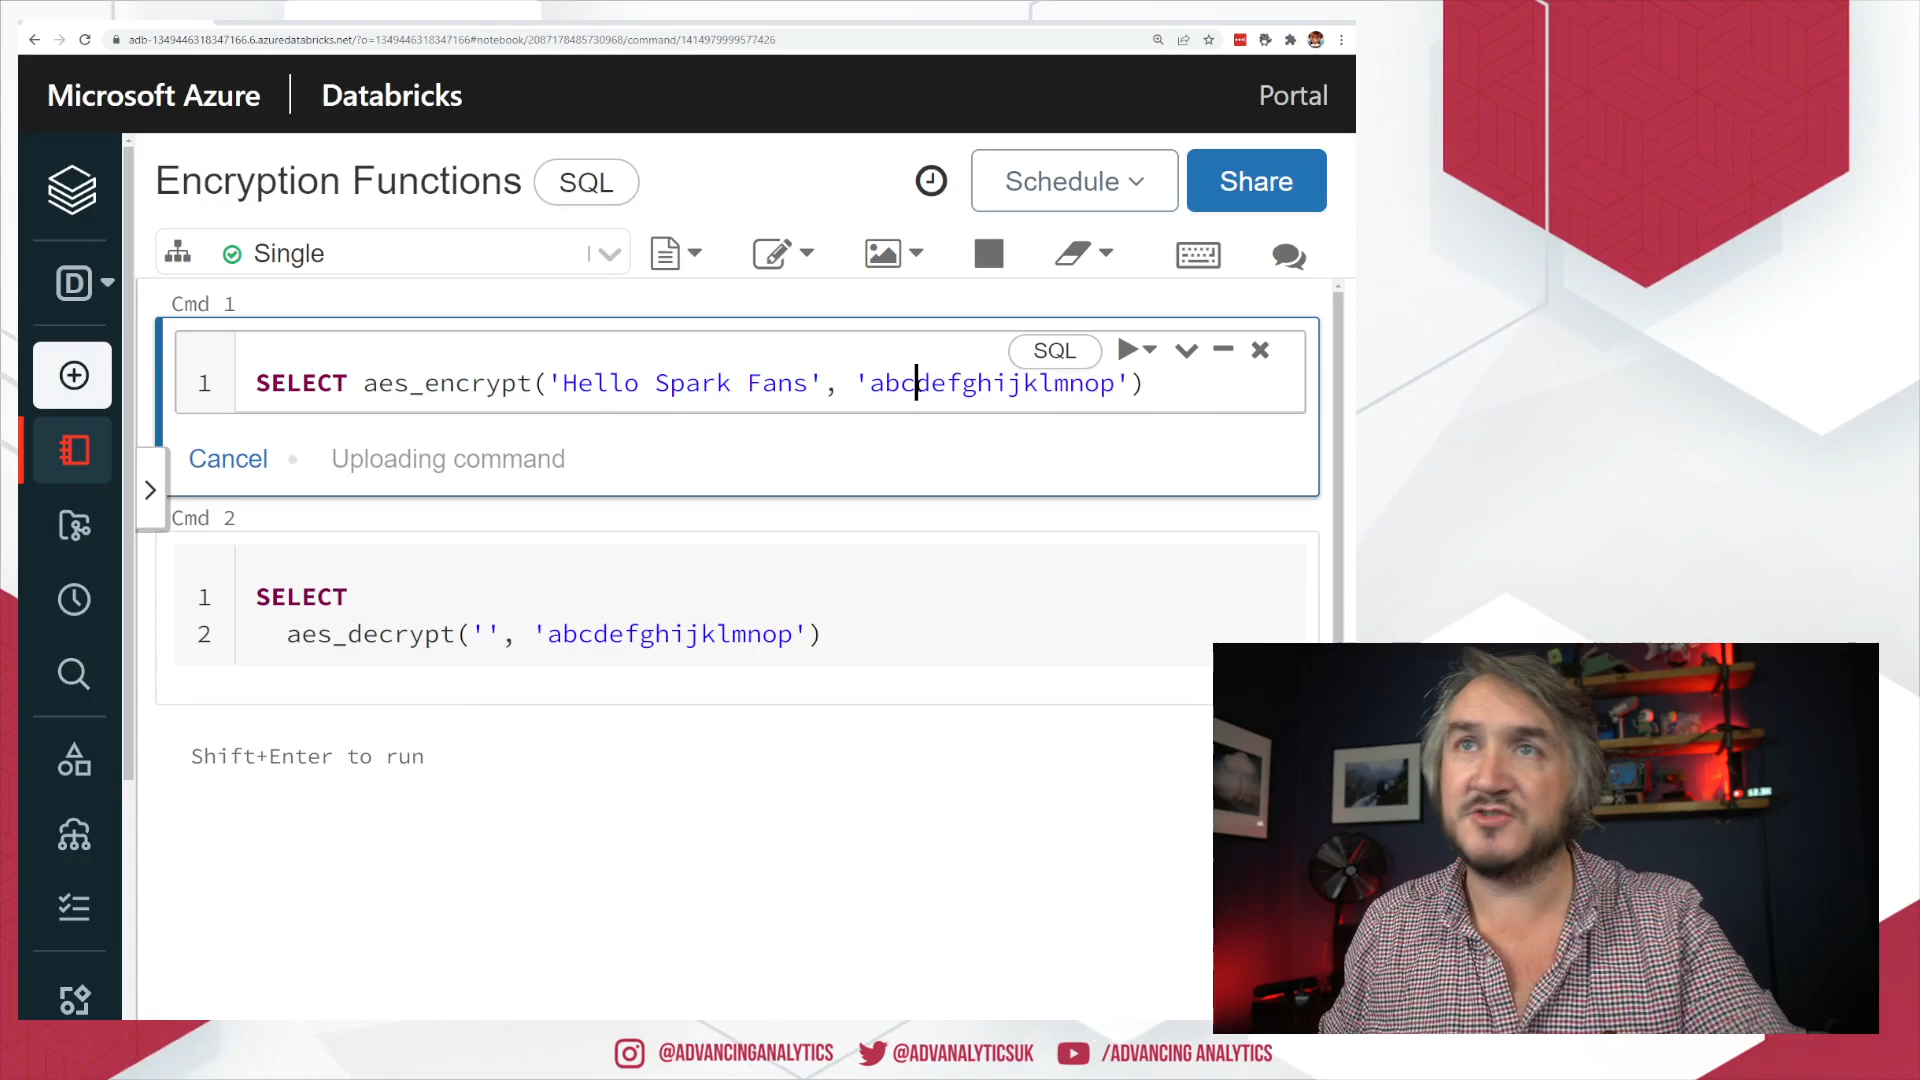 adb-1349446318347166.6.azuredatabricks.net/?o=1349446318347166#notebook/2087178485730968/command/1414979999577426
Microsoft Azure | Databricks
Portal
Encryption Functions
SQL
Schedule
Share
Single
Cmd 1
SQL
1 SELECT aes_encrypt('Hello Spark Fans', 'abcdefghijklmnop')
Cancel
Uploading command
Cmd 2
1 SELECT
2 aes_decrypt('', 'abcdefghijklmnop')
Shift+Enter to run
@ADVANCINGANALYTICS
@ADVANALYTICSUK
/ADVANCING ANALYTICS